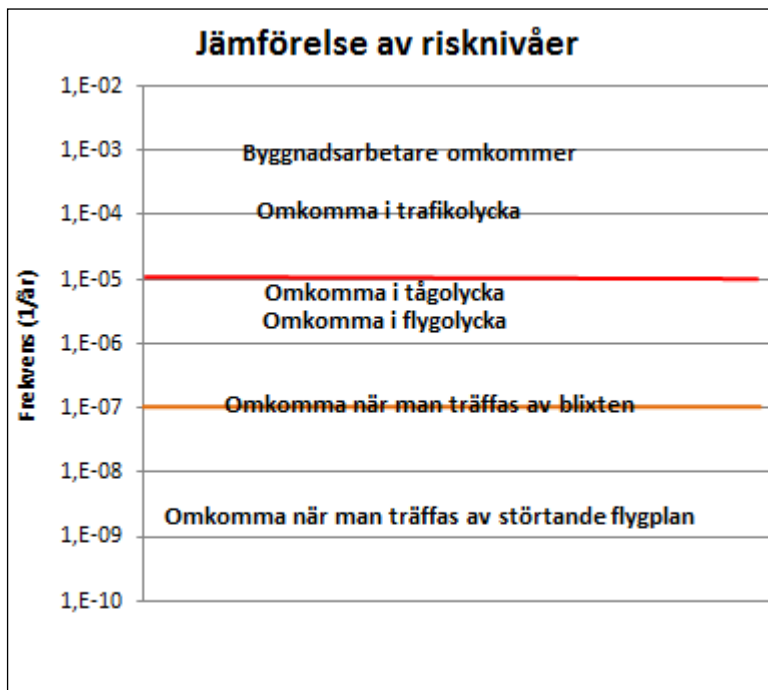 Jämförelse av risknivåer
Frekvens (1/år)
1,E-02
1,E-03
Byggnadsarbetare omkommer
1,E-04
Omkomma i trafikolycka
1,E-05
Omkomma i tågolycka
Omkomma i flygolycka
1,E-06
1,E-07
Omkomma när man träffas av blixten
1,E-08
Omkomma när man träffas av störtande flygplan
1,E-09
1,E-10